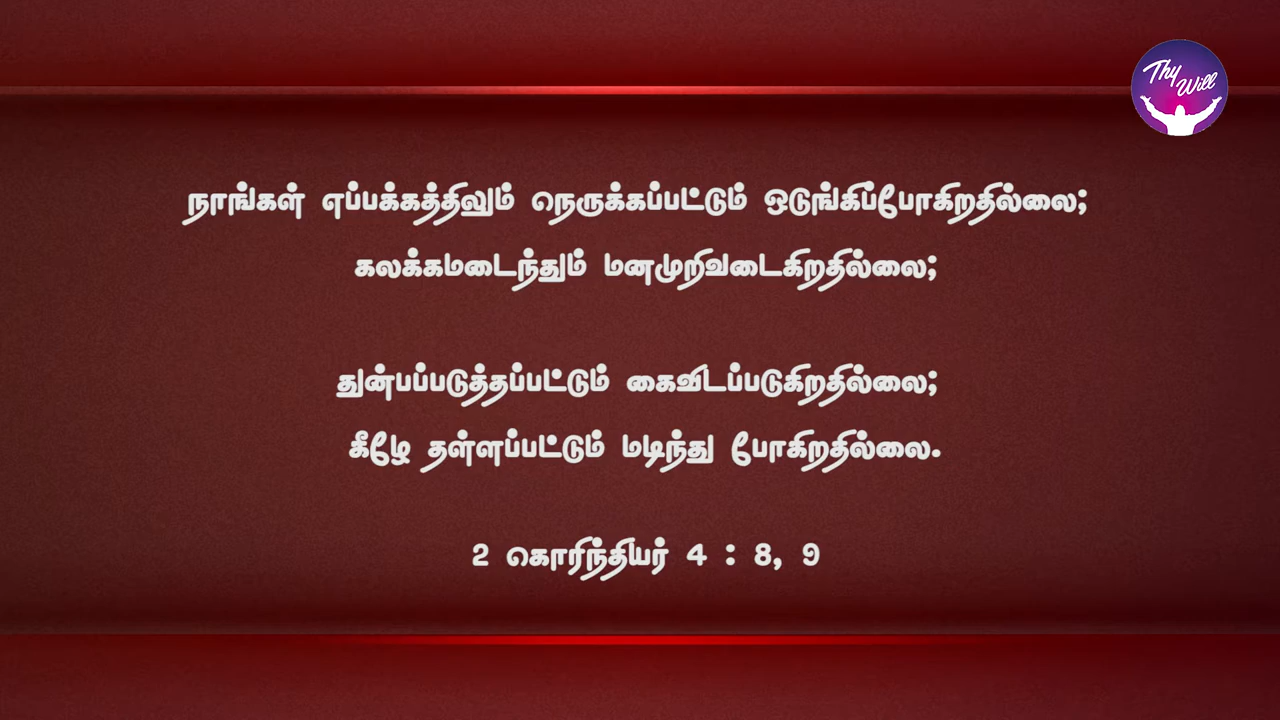 Thy
Will
நாங்கள் எப்பக்கத்திலும் நெருக்கப்பட்டும் ஒடுங்கிப்போகிறதில்லை;
கலக்கமடைந்தும் மனமுறிவடைகிறதில்லை;
துன்பப்படுத்தப்பட்டும் கைவிடப்படுகிறதில்லை;
கீழே தள்ளப்பட்டும் மடிந்து போகிறதில்லை.
2 கொரிந்தியர் 4 : 8, 9